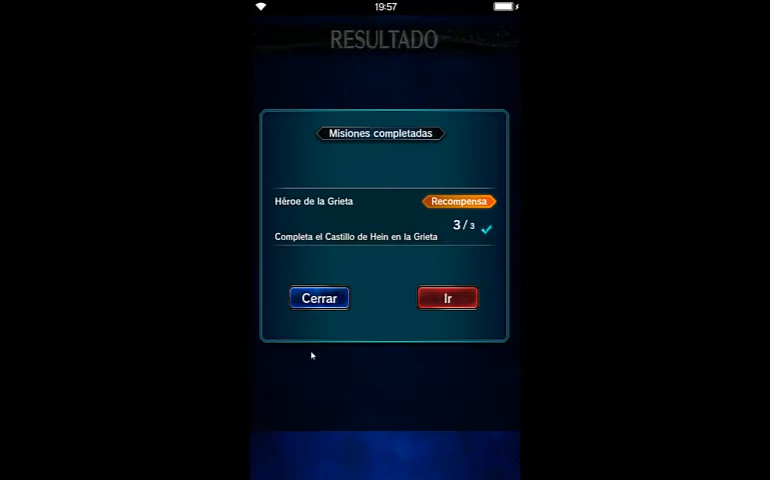 19:57
RESULTADO
Misiones completadas
Héroe de la Grieta
Recompensa
3/3
Completa el Castillo de Hein en la Grieta
Cerrar
Ir